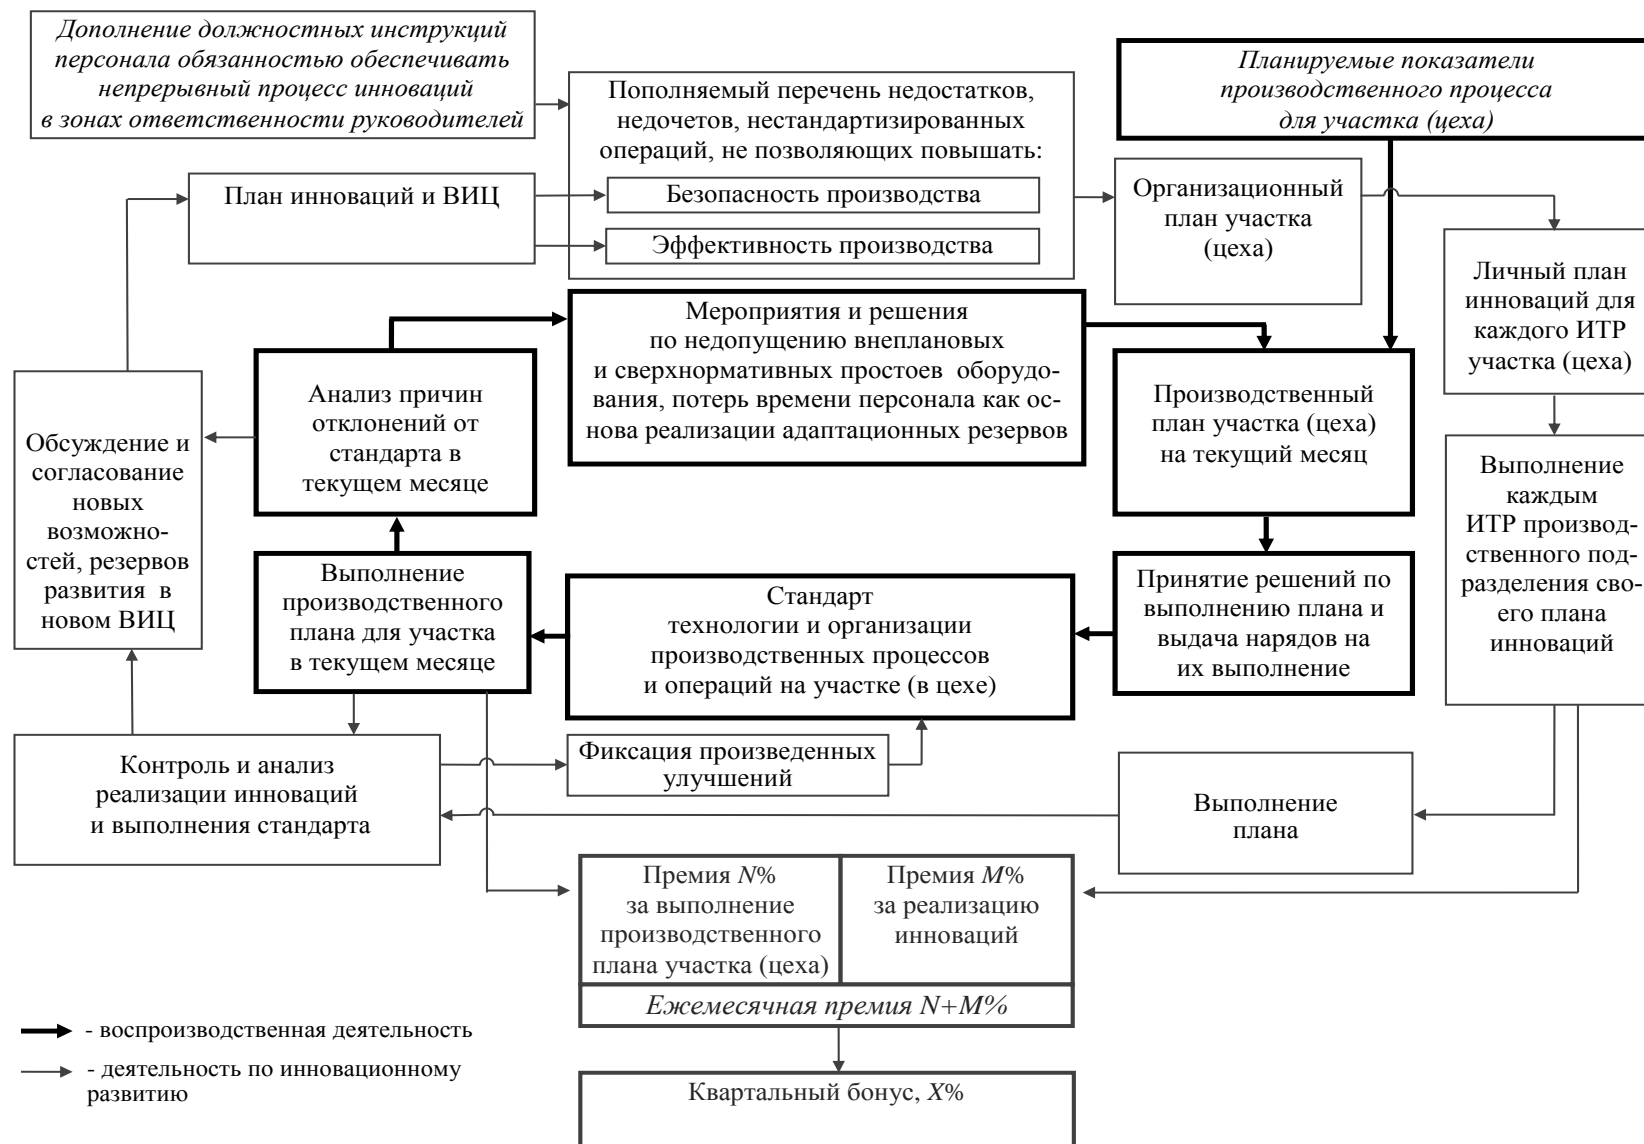 Дополнение должностных инструкций
персонала обязанностью обеспечивать
непрерывный процесс инноваций
в зонах ответственности руководителей
Пополняемый перечень недостатков,
недочетов, нестандартизированных
операций, не позволяющих повышать:
Безопасность производства
Эффективность производства
Планируемые показатели
производственного процесса
для участка (цеха)
План инноваций и ВИЦ
Организационный
план участка
(цеха)
Личный план
инноваций для
каждого ИТР
участка (цеха)
Мероприятия и решения
по недопущению внеплановых
и сверхнормативных простоев оборудо-
вания, потерь времени персонала как ос-
нова реализации адаптационных резервов
Анализ причин
отклонений от
стандарта в
текущем месяце
Производственный
план участка (цеха)
на текущий месяц
Обсуждение и
согласование
новых
возможно-
стей, резервов
развития в
новом ВИЦ
Выполнение
каждым
ИТР производ-
ственного под-
разделения сво-
его плана
инноваций
Выполнение
производственного
плана для участка
в текущем месяце
Стандарт
технологии и организации
производственных процессов
и операций на участке (в цехе)
Принятие решений по
выполнению плана и
выдача нарядов на
их выполнение
Контроль и анализ
реализации инноваций
и выполнения стандарта
Фиксация произведенных
улучшений
Выполнение
плана
Премия N%
за выполнение
производственного
плана участка (цеха)
Премия M%
за реализацию
инноваций
Ежемесячная премия N+M%
Квартальный бонус, X%
- воспроизводственная деятельность
- деятельность по инновационному
развитию